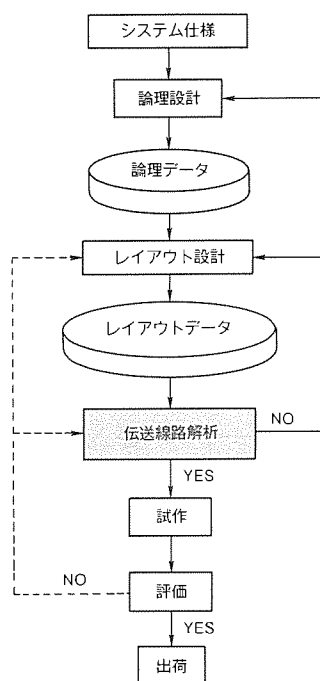 システム仕様
論理設計
論理データ
レイアウト設計
レイアウトデータ
伝送線路解析
NO
YES
試作
NO
評価
YES
出荷